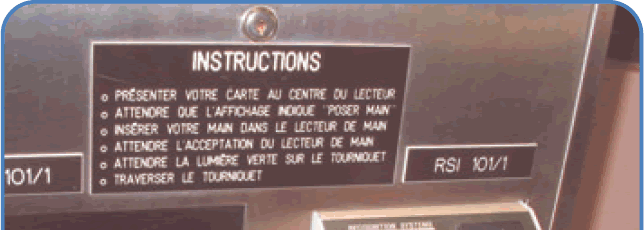 INSTRUCTIONS
o PRÉSENTER VOTRE CARTE AU CENTRE DU LECTEUR
o ATTENDRE QUE L'AFFICHAGE INDIQUE "POSER MAIN"
o INSÉRER VOTRE MAIN DANS LE LECTEUR DE MAIN
o ATTENDRE L'ACCEPTATION DU LECTEUR DE MAIN
o ATTENDRE LA LUMIÈRE VERTE SUR LE TOURNIQUET
o TRAVERSER LE TOURNIQUET
101/1
RSI 101/1
RECOGNITION SYSTEMS